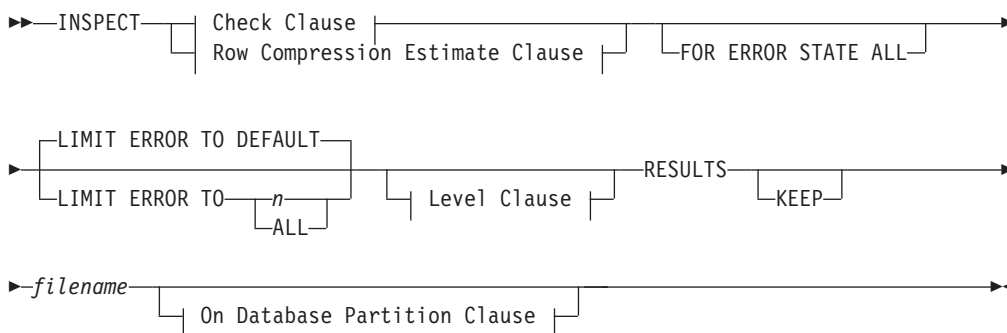 INSPECT Check Clause
Row Compression Estimate Clause FOR ERROR STATE ALL
LIMIT ERROR TO DEFAULT
LIMIT ERROR TO n Level Clause RESULTS KEEP
ALL
filename On Database Partition Clause